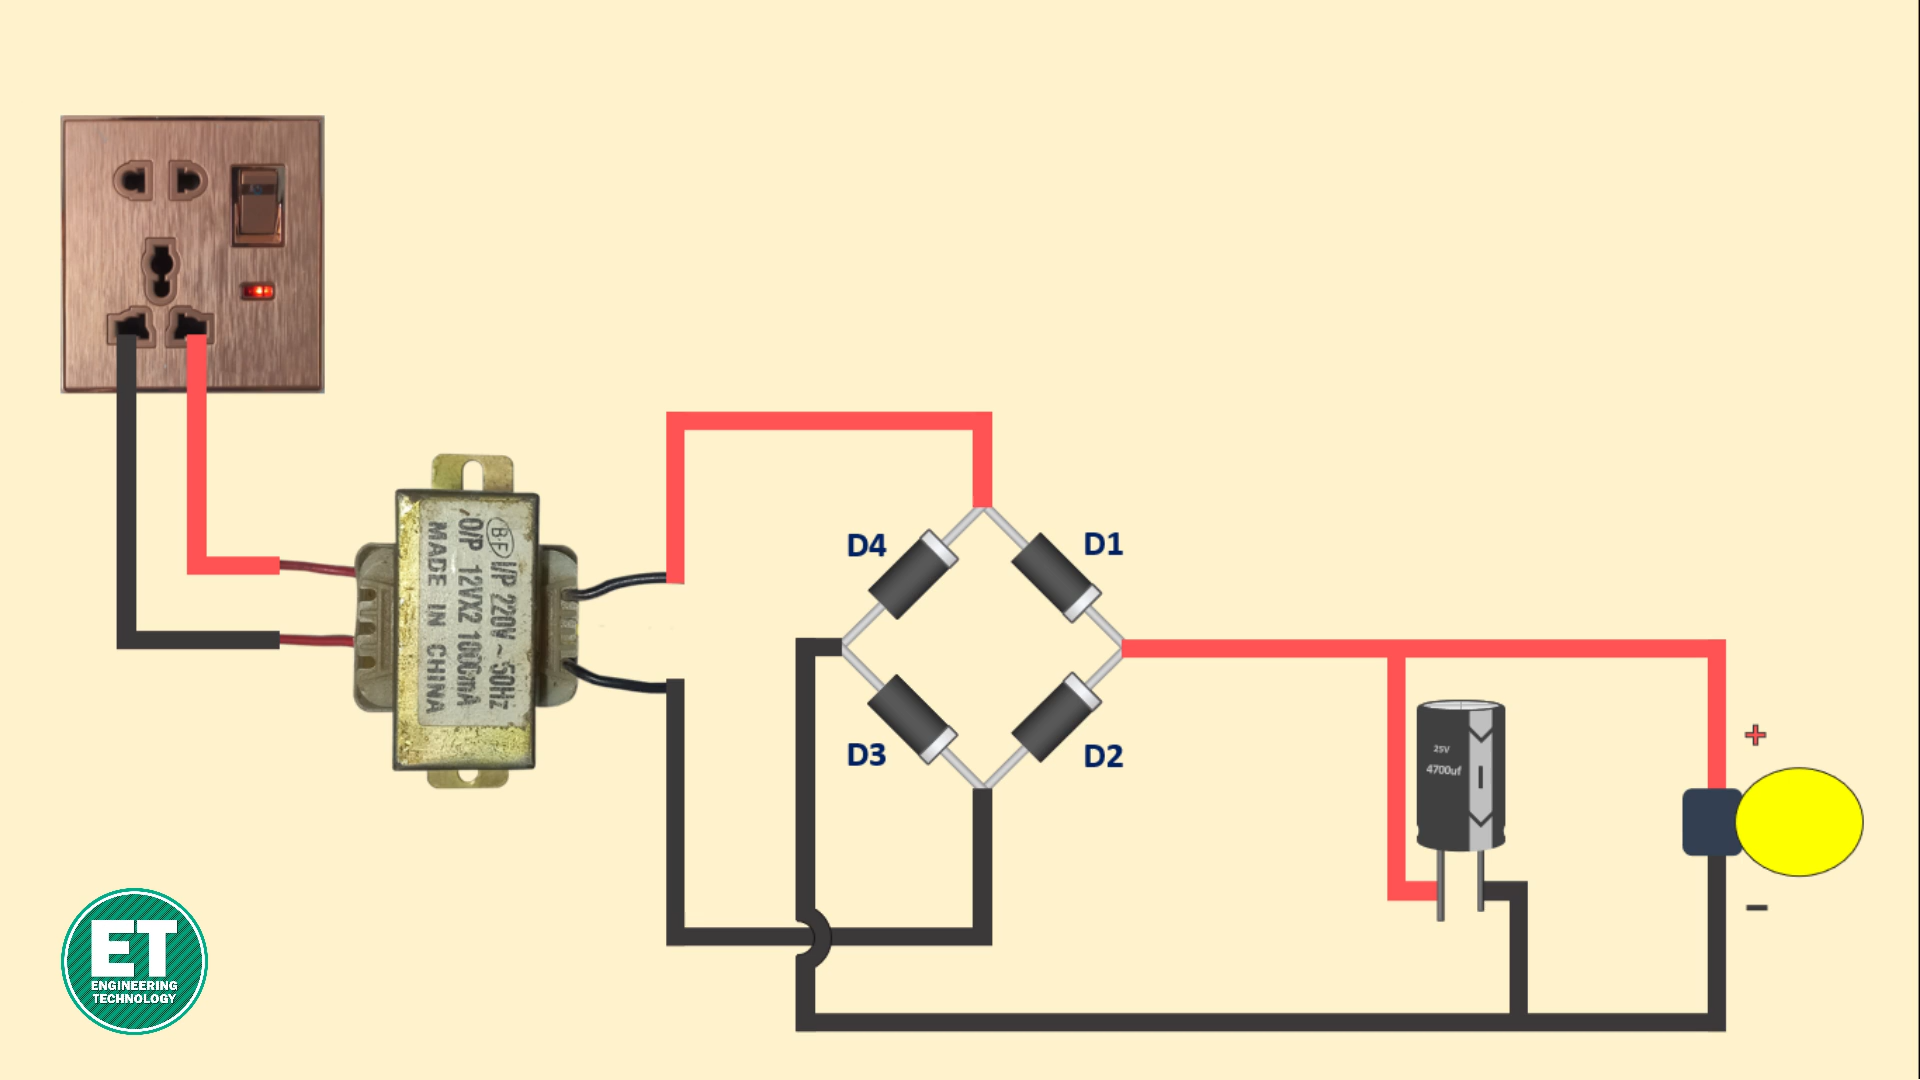 (B·F) I/P 220V ~ 50Hz
O/P 12VX2 1000mA
MADE IN CHINA
D4
D1
D3
D2
25V
4700uf
+
−
ET
ENGINEERING
TECHNOLOGY